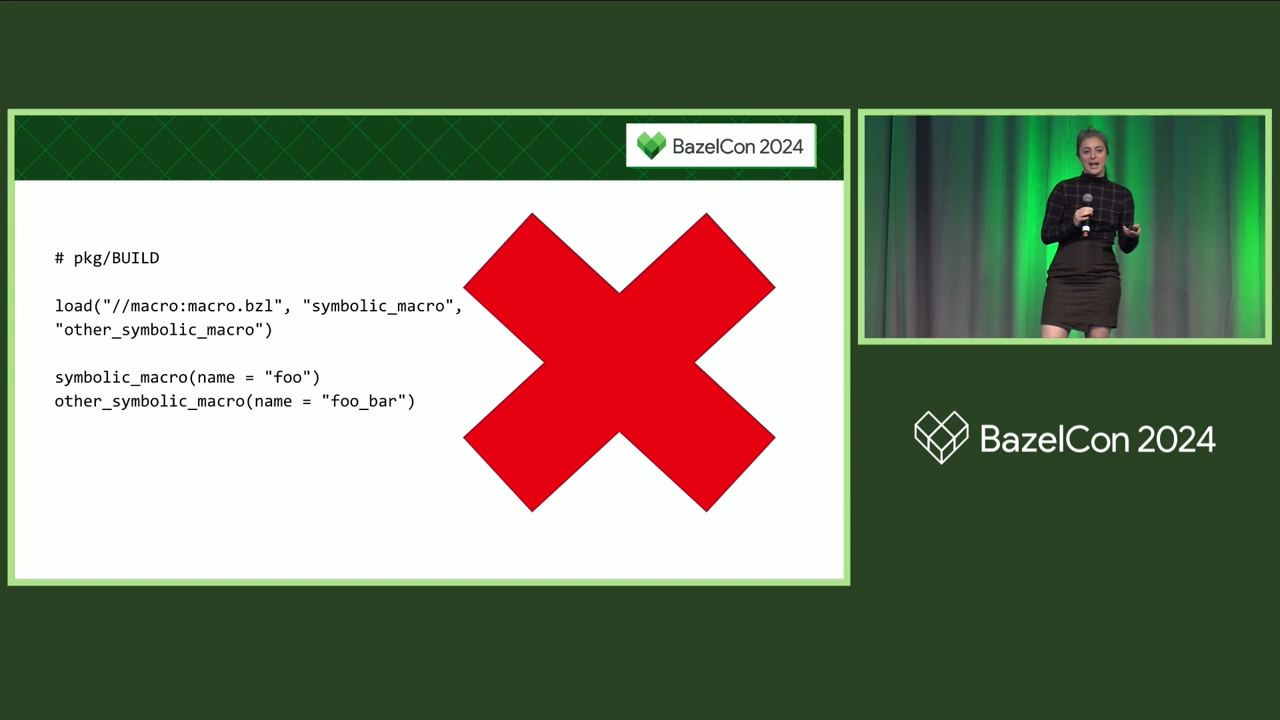 BazelCon 2024
# pkg/BUILD
load("//macro:macro.bzl", "symbolic_macro",
"other_symbolic_macro")
symbolic_macro(name = "foo")
other_symbolic_macro(name = "foo_bar")
BazelCon 2024